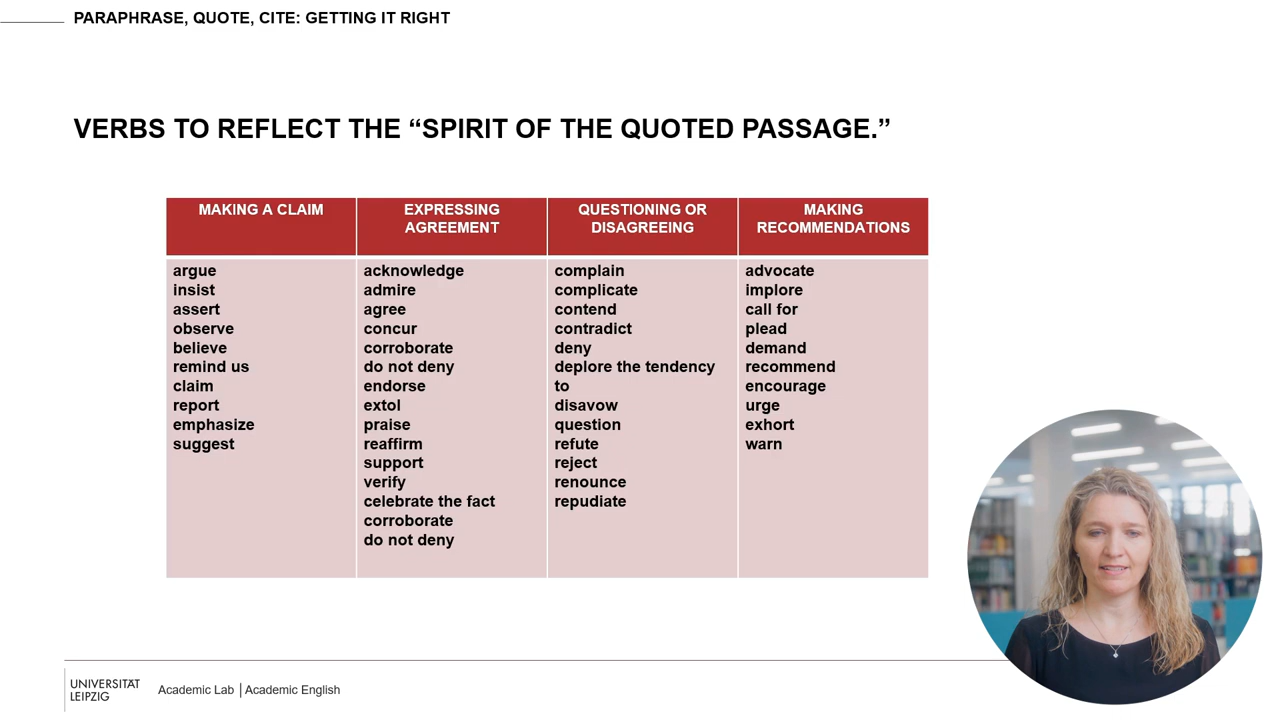 PARAPHRASE, QUOTE, CITE: GETTING IT RIGHT
VERBS TO REFLECT THE “SPIRIT OF THE QUOTED PASSAGE.”
MAKING A CLAIM
argue
insist
assert
observe
believe
remind us
claim
report
emphasize
suggest
EXPRESSING
AGREEMENT
acknowledge
admire
agree
concur
corroborate
do not deny
endorse
extol
praise
reaffirm
support
verify
celebrate the fact
corroborate
do not deny
QUESTIONING OR
DISAGREEING
complain
complicate
contend
contradict
deny
deplore the tendency
to
disavow
question
refute
reject
renounce
repudiate
MAKING
RECOMMENDATIONS
advocate
implore
call for
plead
demand
recommend
encourage
urge
exhort
warn
UNIVERSITÄT
LEIPZIG
Academic Lab | Academic English